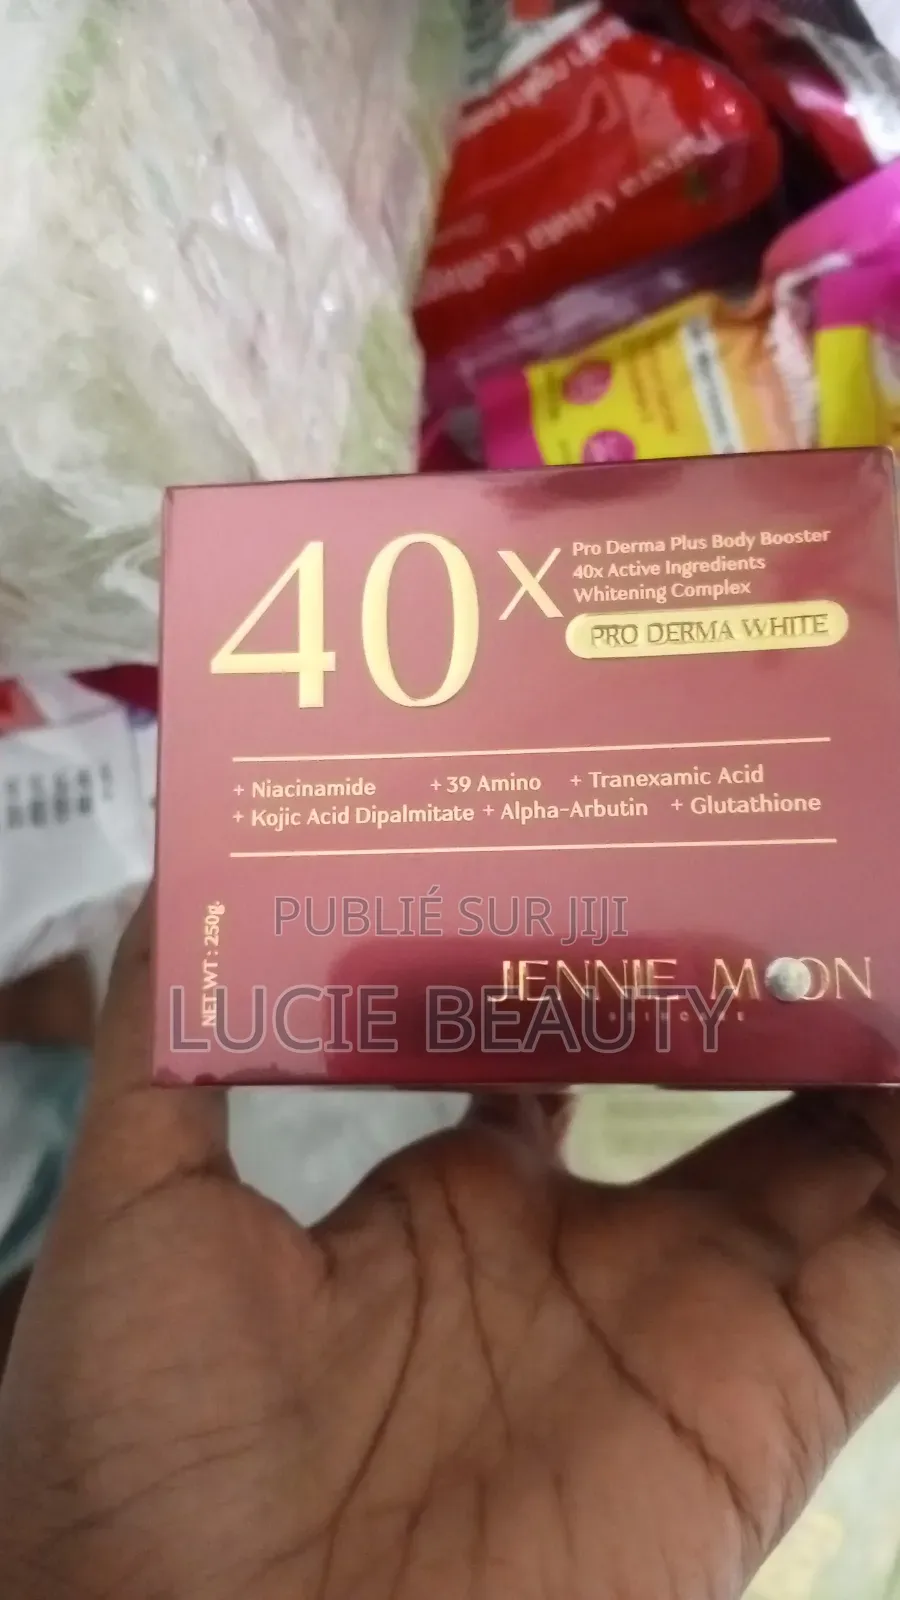 40x
Pro Derma Plus Body Booster
40x Active Ingredients
Whitening Complex
PRO DERMA WHITE
+ Niacinamide + 39 Amino + Tranexamic Acid
+ Kojic Acid Dipalmitate + Alpha-Arbutin + Glutathione
NET WT : 250g.
PUBLIÉ SUR JIJI
JENNIE MOON
SKINCARE
LUCIE BEAUTY